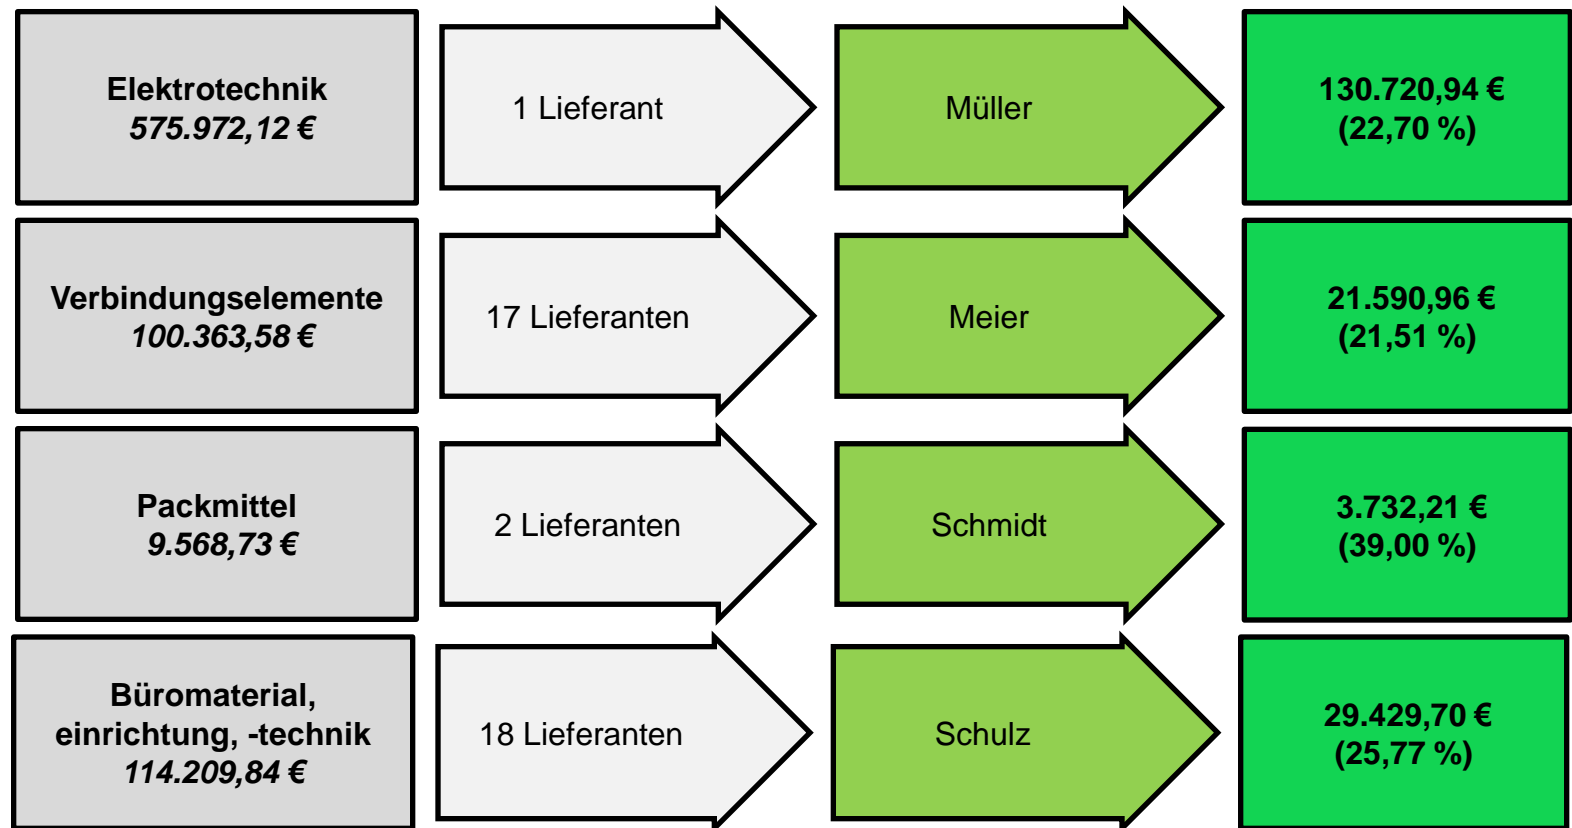 Elektrotechnik
575.972,12 €
1 Lieferant
Müller
130.720,94 €
(22,70 %)
Verbindungselemente
100.363,58 €
17 Lieferanten
Meier
21.590,96 €
(21,51 %)
Packmittel
9.568,73 €
2 Lieferanten
Schmidt
3.732,21 €
(39,00 %)
Büromaterial,
einrichtung, -technik
114.209,84 €
18 Lieferanten
Schulz
29.429,70 €
(25,77 %)